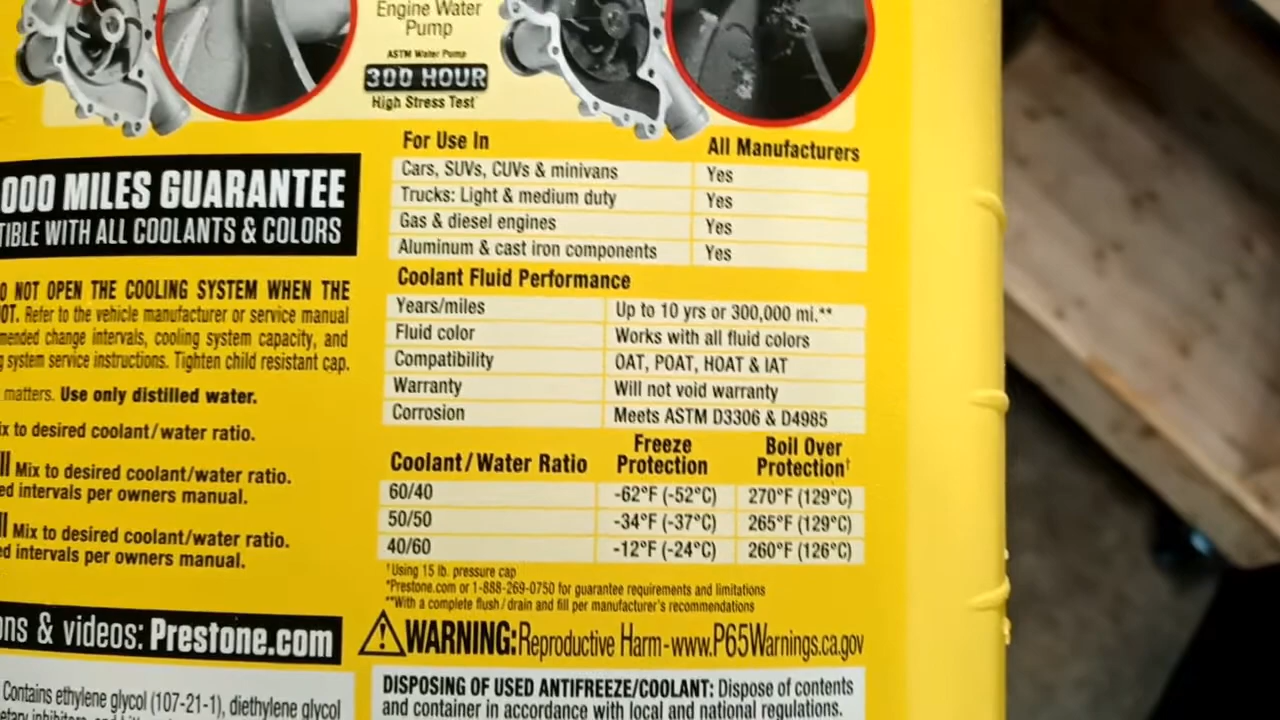 Engine Water
Pump
ASTM Water Pump
300 HOUR
High Stress Test
000 MILES GUARANTEE
TIBLE WITH ALL COOLANTS & COLORS
O NOT OPEN THE COOLING SYSTEM WHEN THE
OT. Refer to the vehicle manufacturer or service manual
mended change intervals, cooling system capacity, and
g system service instructions. Tighten child resistant cap.
matters. Use only distilled water.
ix to desired coolant/water ratio.
ll Mix to desired coolant/water ratio.
ed intervals per owners manual.
ll Mix to desired coolant/water ratio.
ed intervals per owners manual.
ons & videos: Prestone.com
Contains ethylene glycol (107-21-1), diethylene glycol
For Use In All Manufacturers
Cars, SUVs, CUVs & minivans Yes
Trucks: Light & medium duty Yes
Gas & diesel engines Yes
Aluminum & cast iron components Yes
Coolant Fluid Performance
Years/miles Up to 10 yrs or 300,000 mi.**
Fluid color Works with all fluid colors
Compatibility OAT, POAT, HOAT & IAT
Warranty Will not void warranty
Corrosion Meets ASTM D3306 & D4985
Coolant/Water Ratio Freeze Protection Boil Over Protection†
60/40 -62°F (-52°C) 270°F (129°C)
50/50 -34°F (-37°C) 265°F (129°C)
40/60 -12°F (-24°C) 260°F (126°C)
†Using 15 lb. pressure cap
*Prestone.com or 1-888-269-0750 for guarantee requirements and limitations
**With a complete flush/drain and fill per manufacturer's recommendations
WARNING: Reproductive Harm-www.P65Warnings.ca.gov
DISPOSING OF USED ANTIFREEZE/COOLANT: Dispose of contents
and container in accordance with local and national regulations.